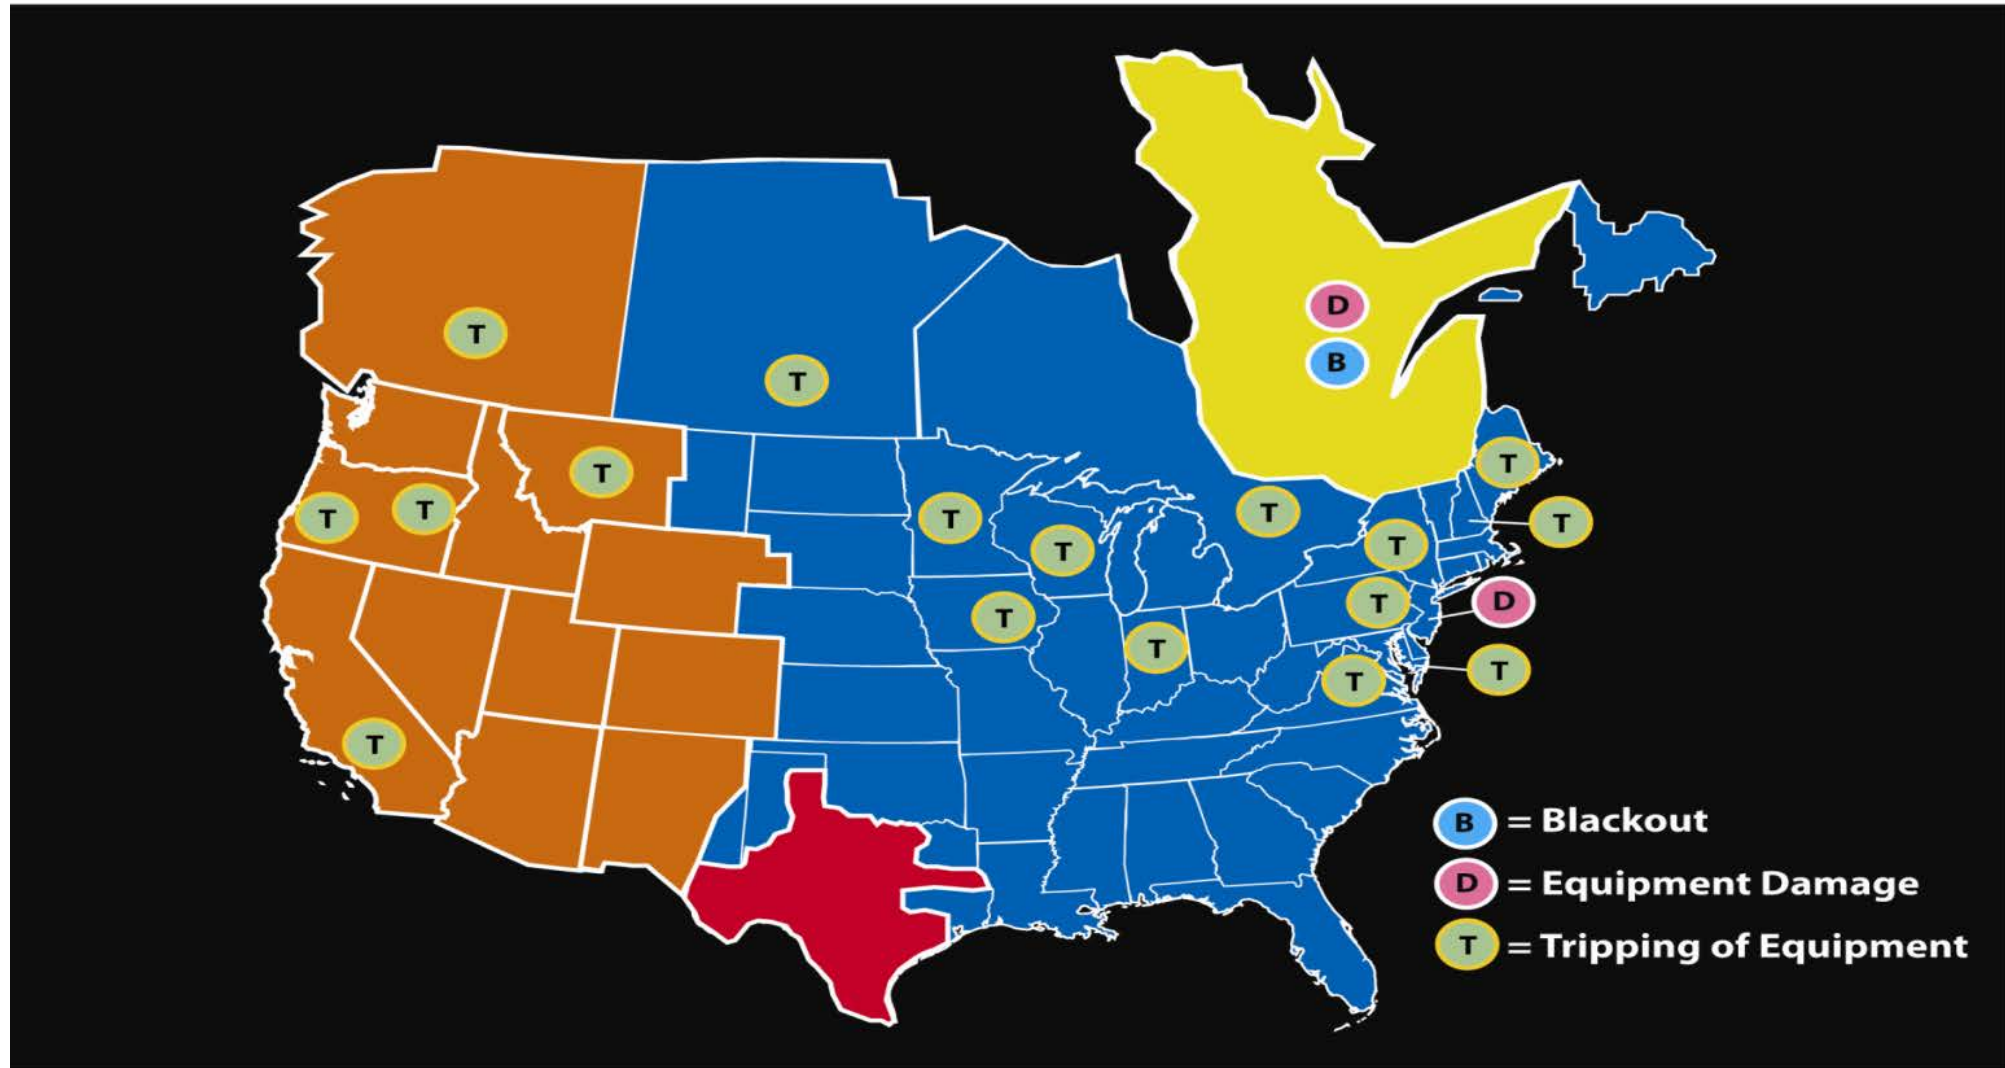 D
B
T
T
T
T
T
T
T
T
T
T
T
T
T
D
T
T
T
T
B = Blackout
D = Equipment Damage
T = Tripping of Equipment